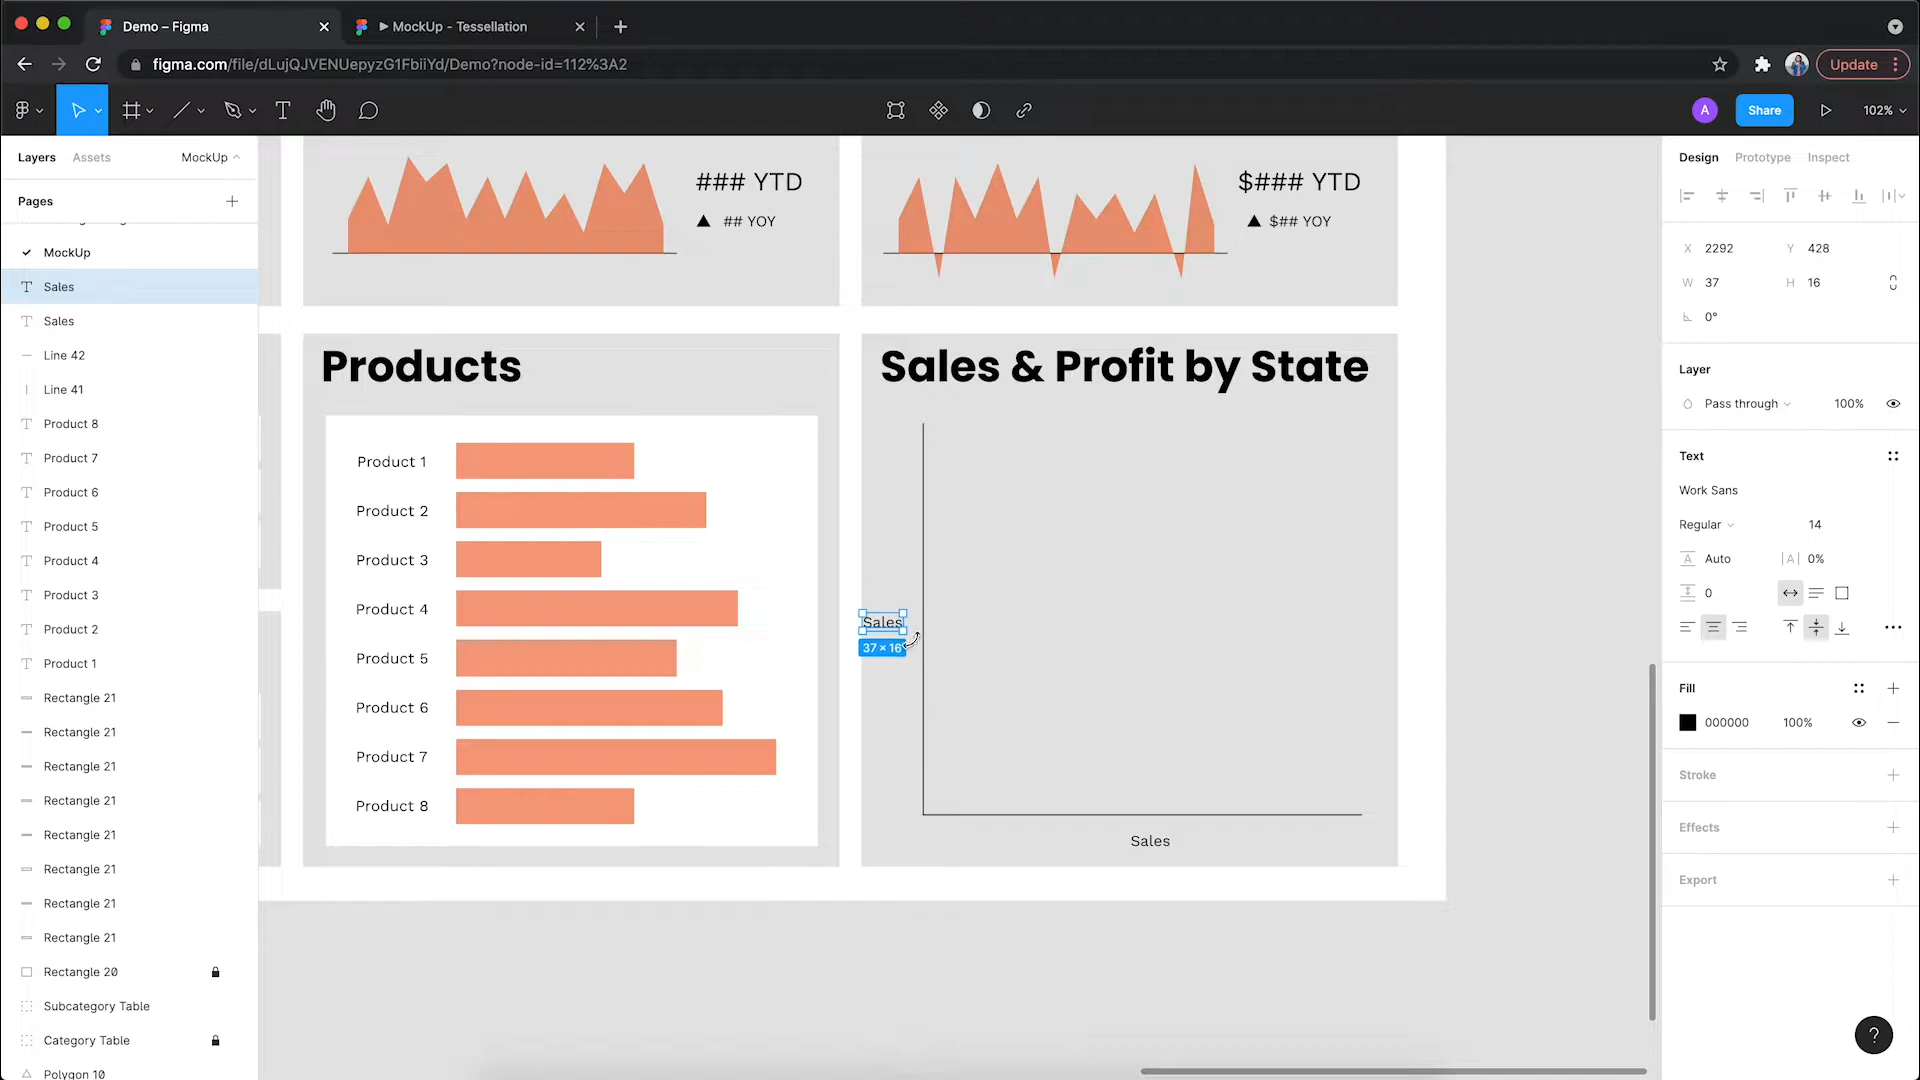 Demo – Figma
MockUp - Tessellation
figma.com/file/dLujQJVENUepyzG1FbiiYd/Demo?node-id=112%3A2
Update
A
Share
102%
Layers
Assets
MockUp
Pages
MockUp
Sales
Sales
Line 42
Line 41
Product 8
Product 7
Product 6
Product 5
Product 4
Product 3
Product 2
Product 1
Rectangle 21
Rectangle 21
Rectangle 21
Rectangle 21
Rectangle 21
Rectangle 21
Rectangle 21
Rectangle 21
Rectangle 20
Subcategory Table
Category Table
Polygon 10
### YTD
## YOY
$### YTD
$## YOY
Products
Product 1
Product 2
Product 3
Product 4
Product 5
Product 6
Product 7
Product 8
Sales & Profit by State
Sales
37 × 16
Sales
Design
Prototype
Inspect
X 2292 Y 428
W 37 H 16
0°
Layer
Pass through 100%
Text
Work Sans
Regular 14
A Auto |A| 0%
0
Fill
000000 100%
Stroke
Effects
Export
?